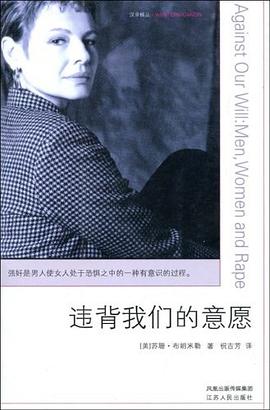 汉译精品
Against Our Will: Men, Women and Rape
强奸是男人使女人处于恐惧之中的一种有意识的过程。
违背我们的意愿
[美]苏珊·布朗米勒 著 祝吉芳 译
凤凰出版传媒集团
江苏人民出版社